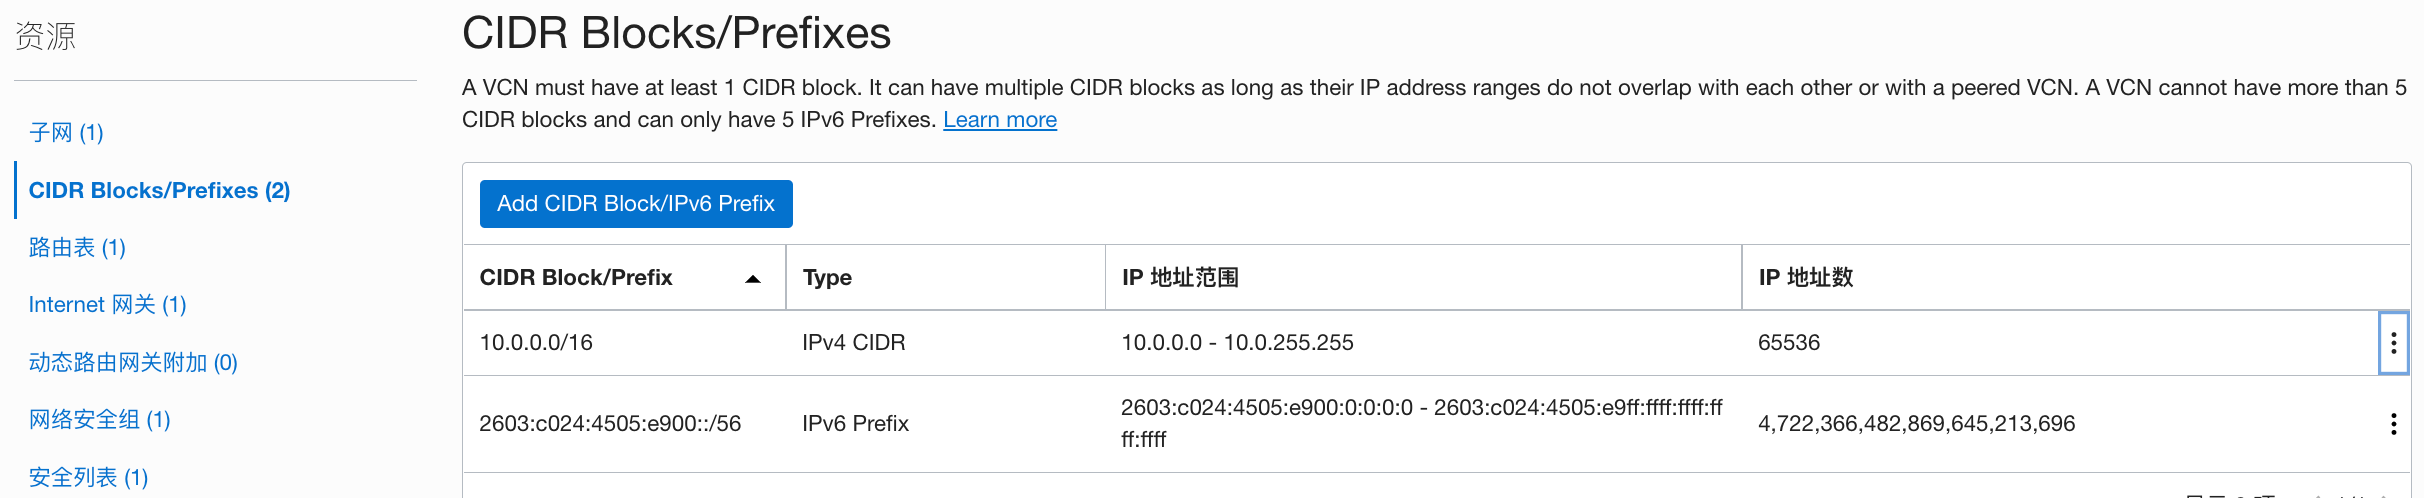 资源
子网 (1)
CIDR Blocks/Prefixes (2)
路由表 (1)
Internet 网关 (1)
动态路由网关附加 (0)
网络安全组 (1)
安全列表 (1)
CIDR Blocks/Prefixes
A VCN must have at least 1 CIDR block. It can have multiple CIDR blocks as long as their IP address ranges do not overlap with each other or with a peered VCN. A VCN cannot have more than 5
CIDR blocks and can only have 5 IPv6 Prefixes. Learn more
Add CIDR Block/IPv6 Prefix
CIDR Block/Prefix Type IP 地址范围 IP 地址数
10.0.0.0/16 IPv4 CIDR 10.0.0.0 - 10.0.255.255 65536
2603:c024:4505:e900::/56 IPv6 Prefix 2603:c024:4505:e900:0:0:0:0 - 2603:c024:4505:e9ff:ffff:ffff:ff 4,722,366,482,869,645,213,696
ff:ffff